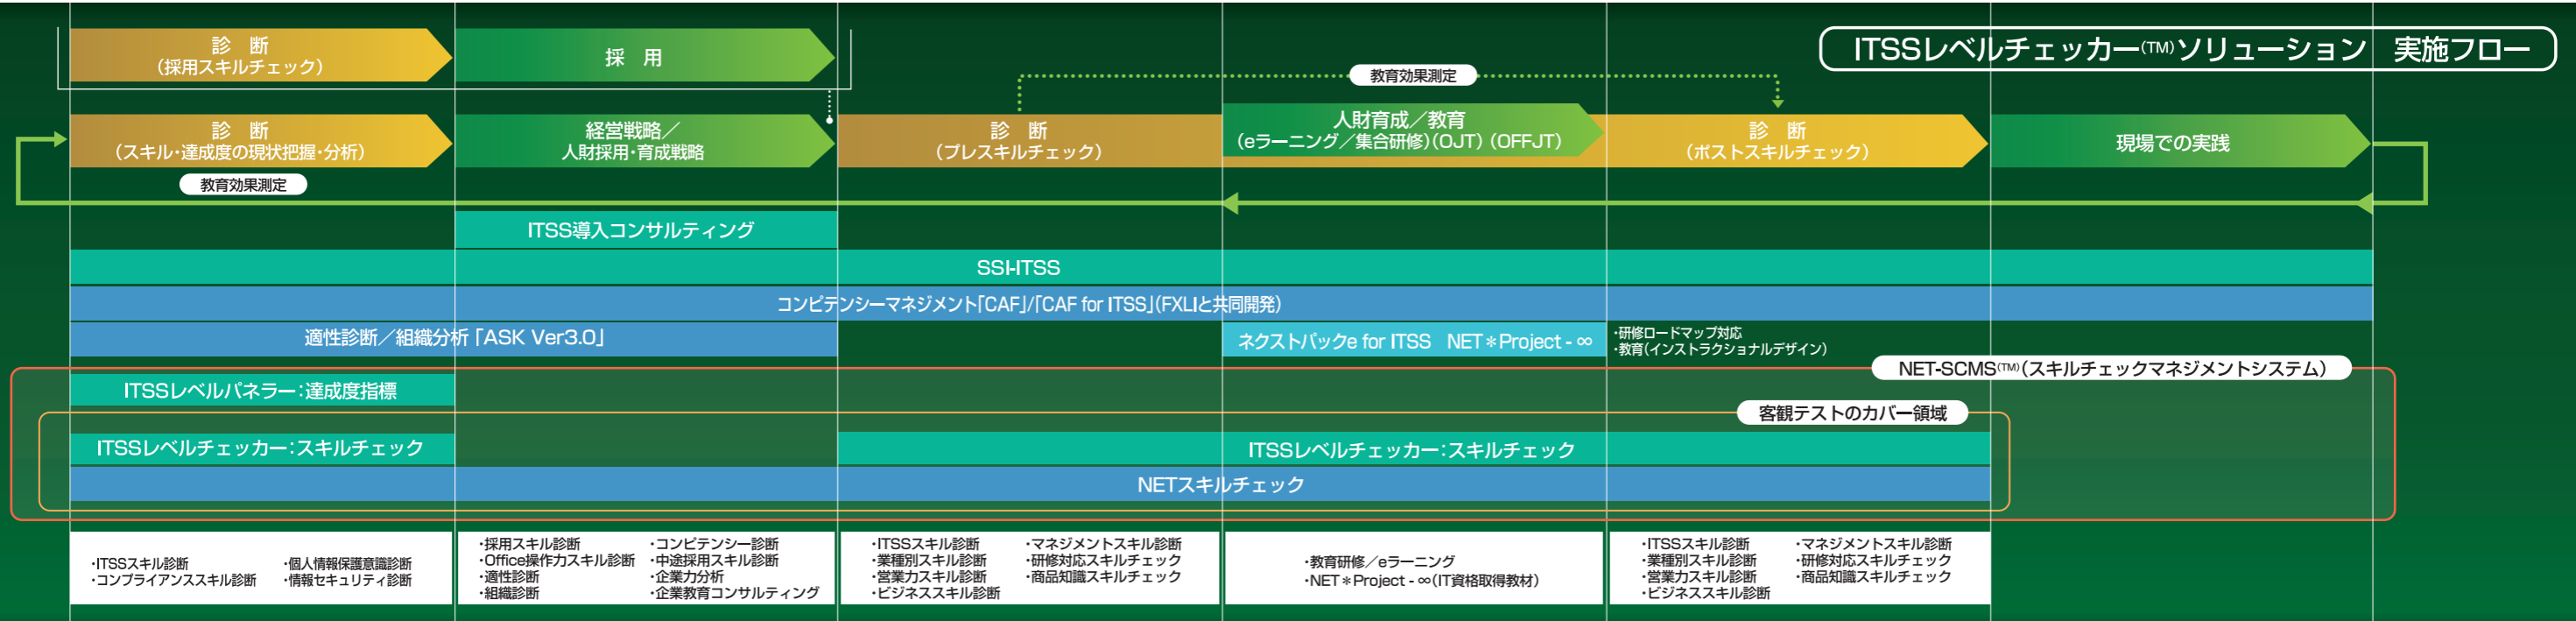 ITSSレベルチェッカー(TM)ソリューション　実施フロー
診　断
(採用スキルチェック)
採　用
教育効果測定
診　断
(スキル・達成度の現状把握・分析)
経営戦略／
人財採用・育成戦略
診　断
(プレスキルチェック)
人財育成／教育
(eラーニング／集合研修)(OJT) (OFFJT)
診　断
(ポストスキルチェック)
現場での実践
教育効果測定
ITSS導入コンサルティング
SSI-ITSS
コンピテンシーマネジメント「CAF」/「CAF for ITSS」(FXLIと共同開発)
適性診断／組織分析「ASK Ver3.0」
ネクストパックe for ITSS　NET＊Project - ∞
・研修ロードマップ対応
・教育(インストラクショナルデザイン)
NET-SCMS(TM)(スキルチェックマネジメントシステム)
ITSSレベルパネラー：達成度指標
客観テストのカバー領域
ITSSレベルチェッカー：スキルチェック
ITSSレベルチェッカー：スキルチェック
NETスキルチェック
・ITSSスキル診断
・コンプライアンススキル診断
・個人情報保護意識診断
・情報セキュリティ診断
・採用スキル診断
・Office操作力スキル診断
・適性診断
・組織診断
・コンピテンシー診断
・中途採用スキル診断
・企業力分析
・企業教育コンサルティング
・ITSSスキル診断
・業種別スキル診断
・営業力スキル診断
・ビジネススキル診断
・マネジメントスキル診断
・研修対応スキルチェック
・商品知識スキルチェック
・教育研修／eラーニング
・NET＊Project - ∞(IT資格取得教材)
・ITSSスキル診断
・業種別スキル診断
・営業力スキル診断
・ビジネススキル診断
・マネジメントスキル診断
・研修対応スキルチェック
・商品知識スキルチェック